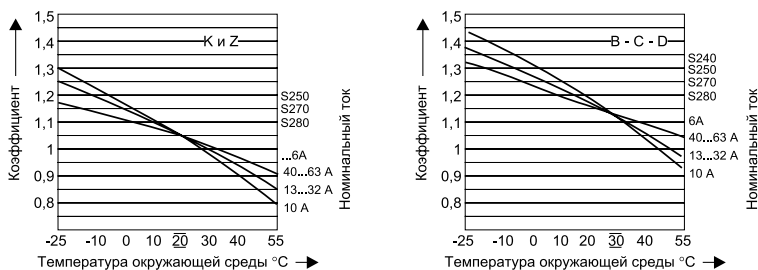 Коэффициент
1,5
1,4
1,3
1,2
1,1
1
0,9
0,8
K и Z
S250
S270
S280
...6A
40...63 A
13...32 A
10 A
Номинальный ток
-25 -10 0 10 20 30 40 55
Температура окружающей среды °C
Коэффициент
1,5
1,4
1,3
1,2
1,1
1
0,9
0,8
B - C - D
S240
S250
S270
S280
6A
40...63 A
13...32 A
10 A
Номинальный ток
-25 -10 0 10 20 30 40 55
Температура окружающей среды °C